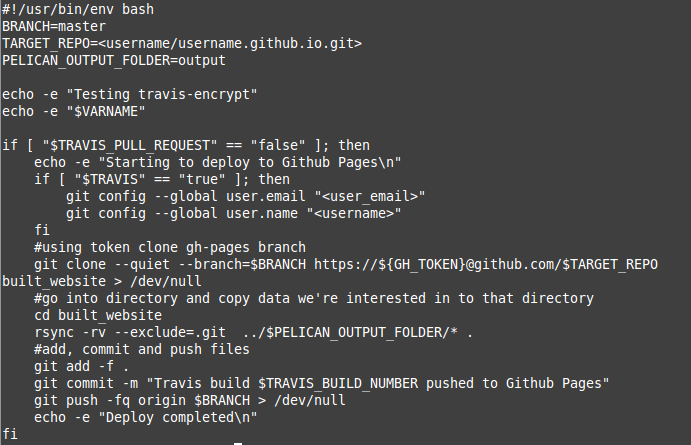 #!/usr/bin/env bash
BRANCH=master
TARGET_REPO=<username/username.github.io.git>
PELICAN_OUTPUT_FOLDER=output

echo -e "Testing travis-encrypt"
echo -e "$VARNAME"

if [ "$TRAVIS_PULL_REQUEST" == "false" ]; then
    echo -e "Starting to deploy to Github Pages\n"
    if [ "$TRAVIS" == "true" ]; then
        git config --global user.email "<user_email>"
        git config --global user.name "<username>"
    fi
    #using token clone gh-pages branch
    git clone --quiet --branch=$BRANCH https://${GH_TOKEN}@github.com/$TARGET_REPO
built_website > /dev/null
    #go into directory and copy data we're interested in to that directory
    cd built_website
    rsync -rv --exclude=.git  ../$PELICAN_OUTPUT_FOLDER/* .
    #add, commit and push files
    git add -f .
    git commit -m "Travis build $TRAVIS_BUILD_NUMBER pushed to Github Pages"
    git push -fq origin $BRANCH > /dev/null
    echo -e "Deploy completed\n"
fi